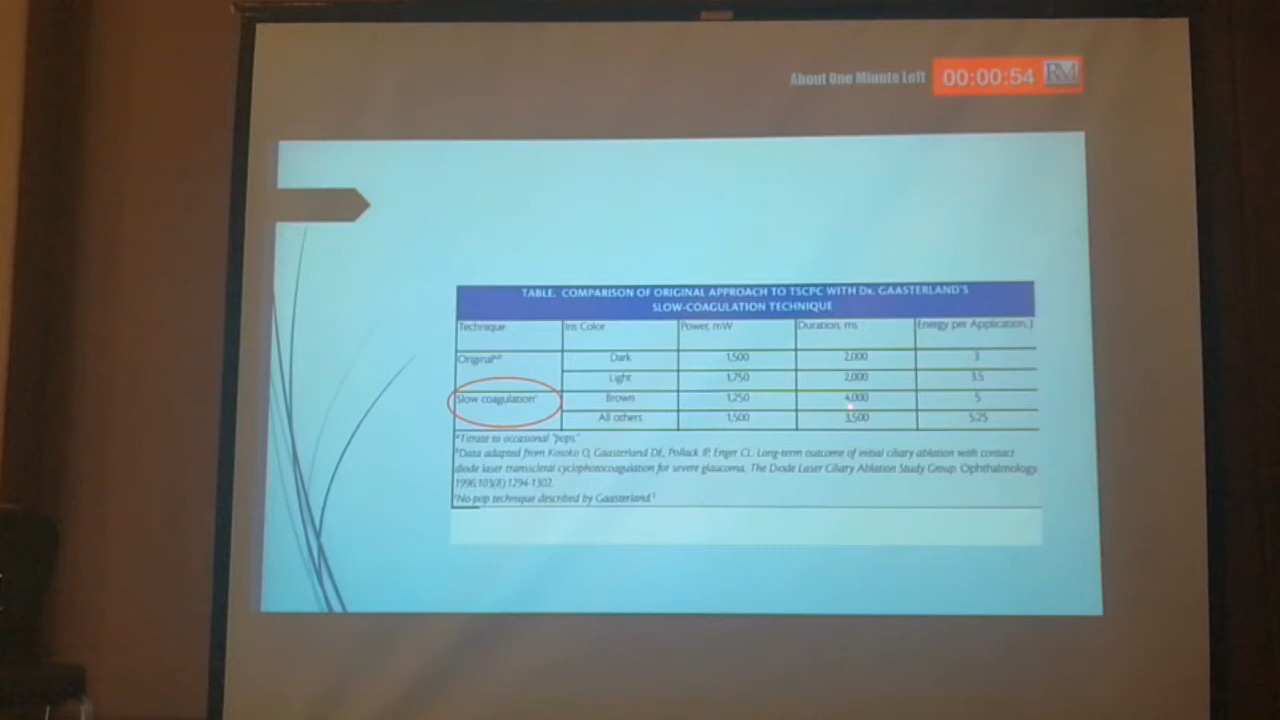 About One Miunte Left 00:00:54 RM
TABLE. COMPARISON OF ORIGINAL APPROACH TO TSCPC WITH DR. GAASTERLAND'S
SLOW-COAGULATION TECHNIQUE
Technique Iris Color Power, mW Duration, ms Energy per Application, J
Original Dark 1,500 2,000 3
Light 1,750 2,000 3.5
Slow coagulation Brown 1,250 4,000 5
All others 1,500 3,500 5.25
Titrate to occasional "pops."
Data adapted from Kosoko O, Gaasterland DE, Pollack IP, Enger CL. Long-term outcome of initial ciliary ablation with contact
diode laser transscleral cyclophotocoagulation for severe glaucoma. The Diode Laser Ciliary Ablation Study Group. Ophthalmology.
1996;103(8):1294-1302.
No-pop technique described by Gaasterland.